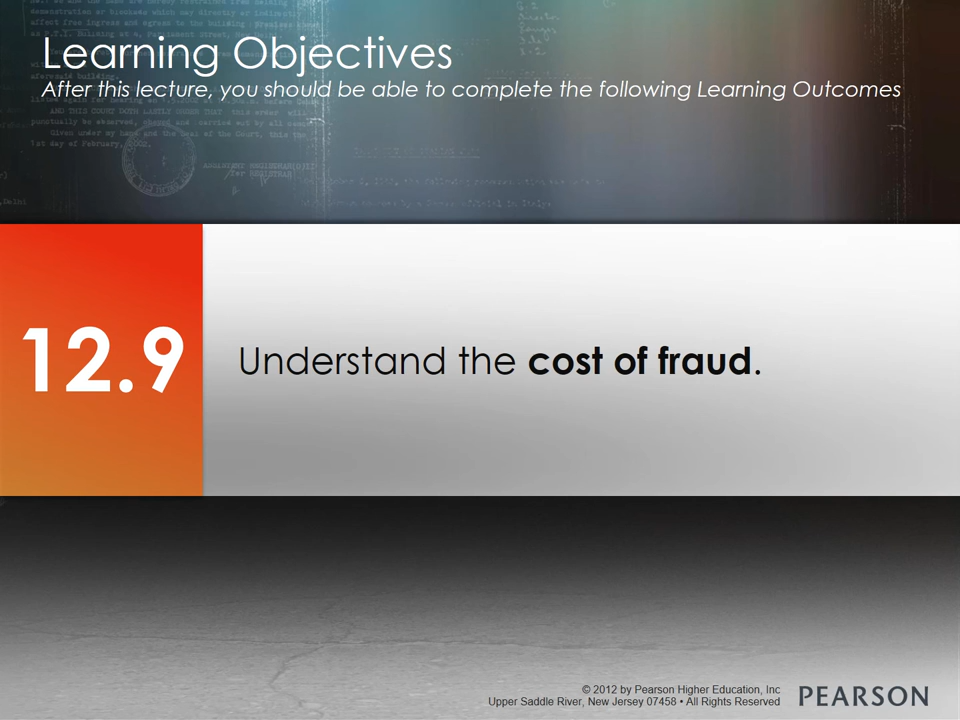 Learning Objectives
After this lecture, you should be able to complete the following Learning Outcomes
12.9
Understand the cost of fraud.
© 2012 by Pearson Higher Education, Inc
Upper Saddle River, New Jersey 07458 • All Rights Reserved
PEARSON